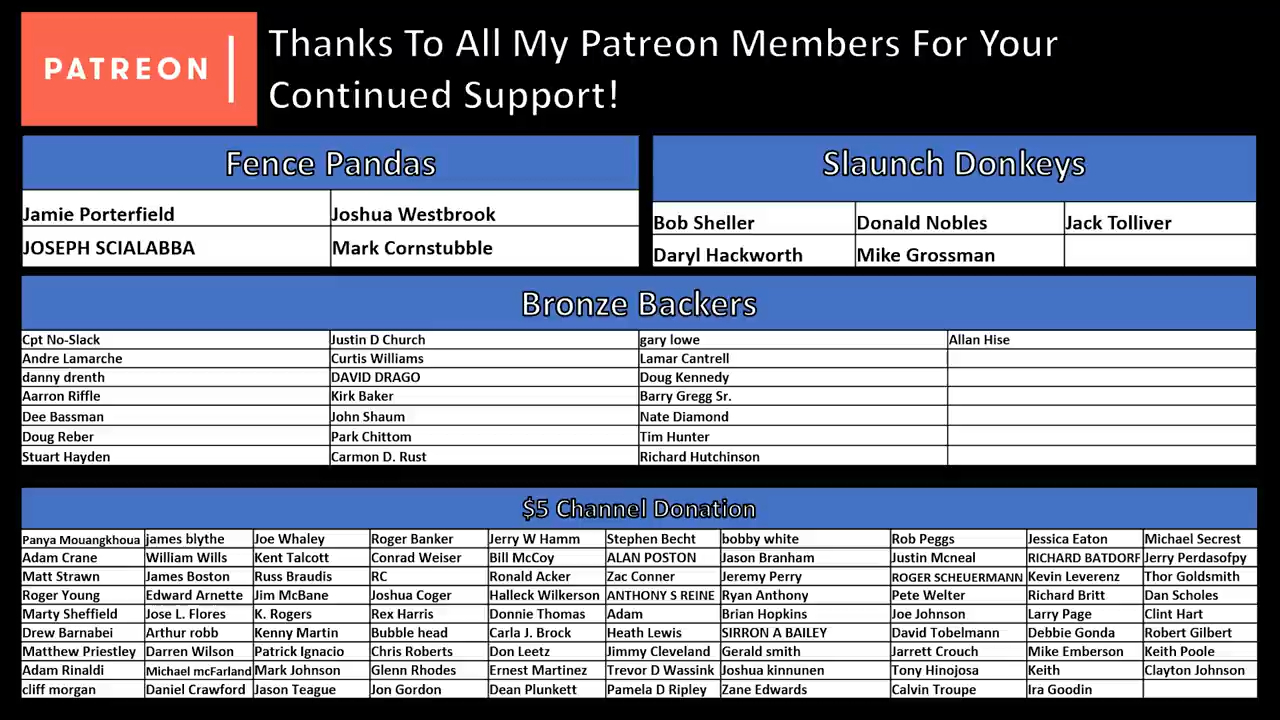 PATREON
Thanks To All My Patreon Members For Your
Continued Support!
Fence Pandas
Jamie Porterfield Joshua Westbrook
JOSEPH SCIALABBA Mark Cornstubble
Slaunch Donkeys
Bob Sheller Donald Nobles Jack Tolliver
Daryl Hackworth Mike Grossman
Bronze Backers
Cpt No-Slack Justin D Church gary lowe Allan Hise
Andre Lamarche Curtis Williams Lamar Cantrell
danny drenth DAVID DRAGO Doug Kennedy
Aarron Riffle Kirk Baker Barry Gregg Sr.
Dee Bassman John Shaum Nate Diamond
Doug Reber Park Chittom Tim Hunter
Stuart Hayden Carmon D. Rust Richard Hutchinson
$5 Channel Donation
Panya Mouangkhoua james blythe Joe Whaley Roger Banker Jerry W Hamm Stephen Becht bobby white Rob Peggs Jessica Eaton Michael Secrest
Adam Crane William Wills Kent Talcott Conrad Weiser Bill McCoy ALAN POSTON Jason Branham Justin Mcneal RICHARD BATDORF Jerry Perdasofpy
Matt Strawn James Boston Russ Braudis RC Ronald Acker Zac Conner Jeremy Perry ROGER SCHEUERMANN Kevin Leverenz Thor Goldsmith
Roger Young Edward Arnette Jim McBane Joshua Coger Halleck Wilkerson ANTHONY S REINE Ryan Anthony Pete Welter Richard Britt Dan Scholes
Marty Sheffield Jose L. Flores K. Rogers Rex Harris Donnie Thomas Adam Brian Hopkins Joe Johnson Larry Page Clint Hart
Drew Barnabei Arthur robb Kenny Martin Bubble head Carla J. Brock Heath Lewis SIRRON A BAILEY David Tobelmann Debbie Gonda Robert Gilbert
Matthew Priestley Darren Wilson Patrick Ignacio Chris Roberts Don Leetz Jimmy Cleveland Gerald smith Jarrett Crouch Mike Emberson Keith Poole
Adam Rinaldi Michael mcFarland Mark Johnson Glenn Rhodes Ernest Martinez Trevor D Wassink Joshua kinnunen Tony Hinojosa Keith Clayton Johnson
cliff morgan Daniel Crawford Jason Teague Jon Gordon Dean Plunkett Pamela D Ripley Zane Edwards Calvin Troupe Ira Goodin